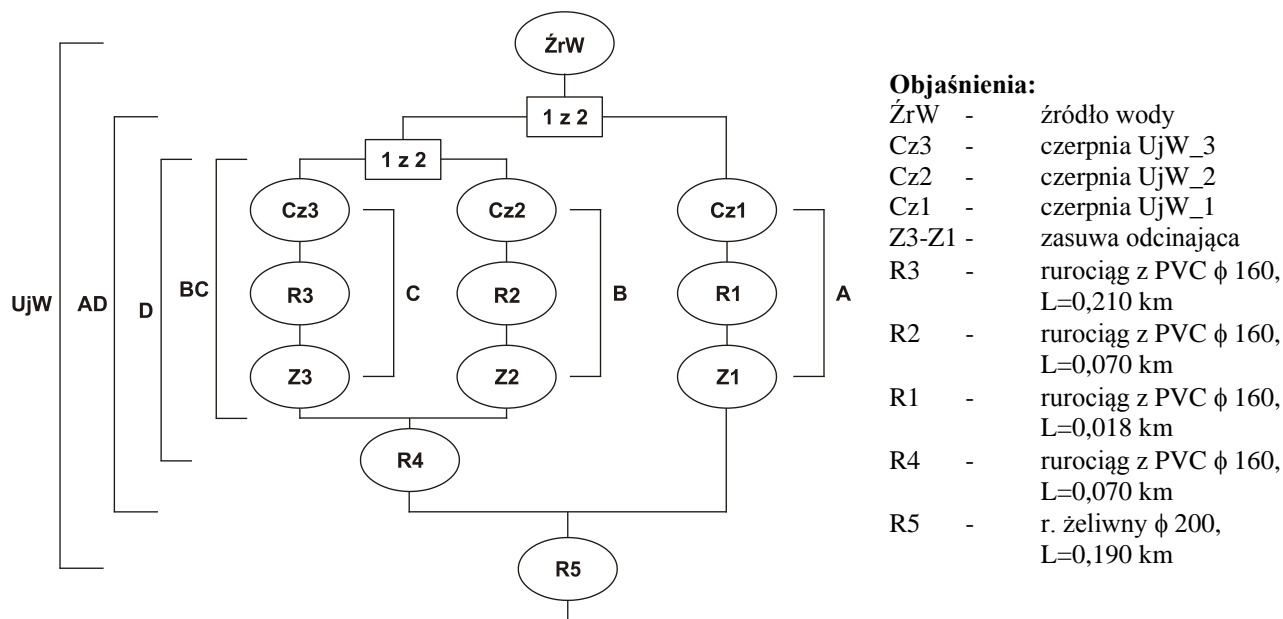 ŹrW
1 z 2
1 z 2
Cz3
Cz2
Cz1
R3
R2
R1
Z3
Z2
Z1
R4
R5
UjW
AD
D
BC
C
B
A
Objaśnienia:
ŹrW - źródło wody
Cz3 - czerpnia UjW_3
Cz2 - czerpnia UjW_2
Cz1 - czerpnia UjW_1
Z3-Z1 - zasuwa odcinająca
R3 - rurociąg z PVC ϕ 160,
L=0,210 km
R2 - rurociąg z PVC ϕ 160,
L=0,070 km
R1 - rurociąg z PVC ϕ 160,
L=0,018 km
R4 - rurociąg z PVC ϕ 160,
L=0,070 km
R5 - r. żeliwny ϕ 200,
L=0,190 km